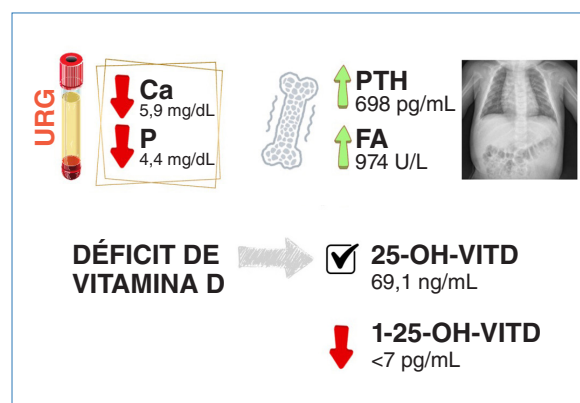 URG
Ca
5,9 mg/dL
P
4,4 mg/dL
PTH
698 pg/mL
FA
974 U/L
DÉFICIT DE
VITAMINA D
25-OH-VITD
69,1 ng/mL
1-25-OH-VITD
<7 pg/mL